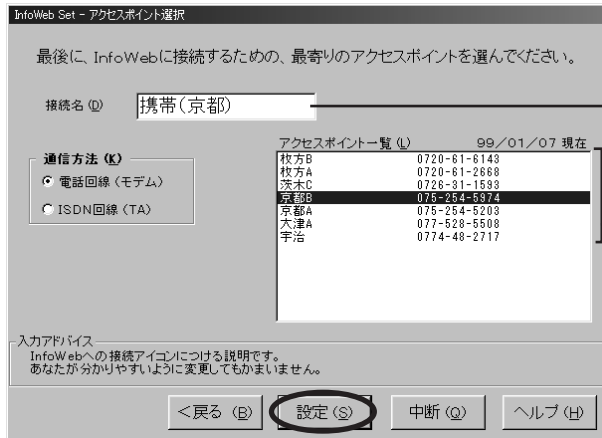 InfoWeb Set - アクセスポイント選択
最後に、InfoWebに接続するための、最寄りのアクセスポイントを選んでください。
接続名(D) 携帯(京都)
通信方法(K)
電話回線(モデム)
ISDN回線(TA)
アクセスポイント一覧(L) 99/01/07 現在
枚方B 0720-61-6143
枚方A 0720-61-2668
茨木C 0726-31-1593
京都B 075-254-5974
京都A 075-254-5203
大津A 077-528-5508
宇治 0774-48-2717
入力アドバイス
InfoWebへの接続アイコンにつける説明です。
あなたが分かりやすいように変更してもかまいません。
<戻る(B) 設定(S) 中断(Q) ヘルプ(H)